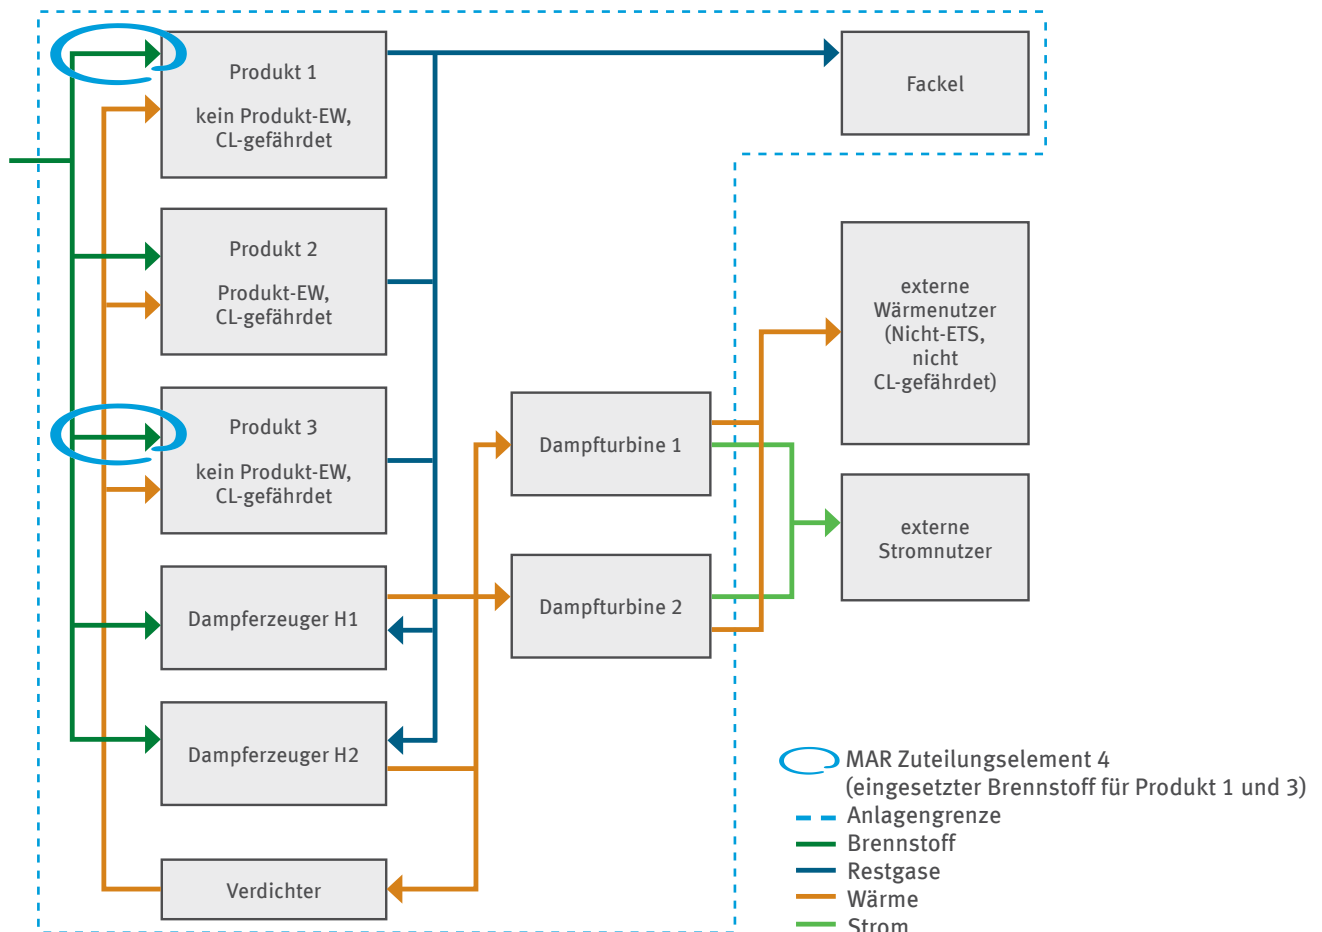 Produkt 1
kein Produkt-EW,
CL-gefährdet
Fackel
Produkt 2
Produkt-EW,
CL-gefährdet
externe
Wärmenutzer
(Nicht-ETS,
nicht
CL-gefährdet)
Produkt 3
kein Produkt-EW,
CL-gefährdet
Dampfturbine 1
externe
Stromnutzer
Dampferzeuger H1
Dampfturbine 2
Dampferzeuger H2
Verdichter
MAR Zuteilungselement 4
(eingesetzter Brennstoff für Produkt 1 und 3)
Anlagengrenze
Brennstoff
Restgase
Wärme
Strom